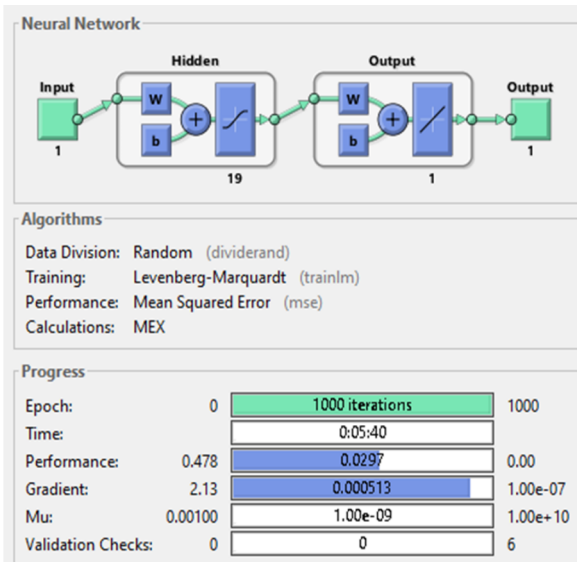 Neural Network
Hidden Output
Input W + b W + b Output
1 19 1 1
Algorithms
Data Division: Random (dividerand)
Training: Levenberg-Marquardt (trainlm)
Performance: Mean Squared Error (mse)
Calculations: MEX
Progress
Epoch: 0 1000 iterations 1000
Time: 0:05:40
Performance: 0.478 0.0297 0.00
Gradient: 2.13 0.000513 1.00e-07
Mu: 0.00100 1.00e-09 1.00e+10
Validation Checks: 0 0 6